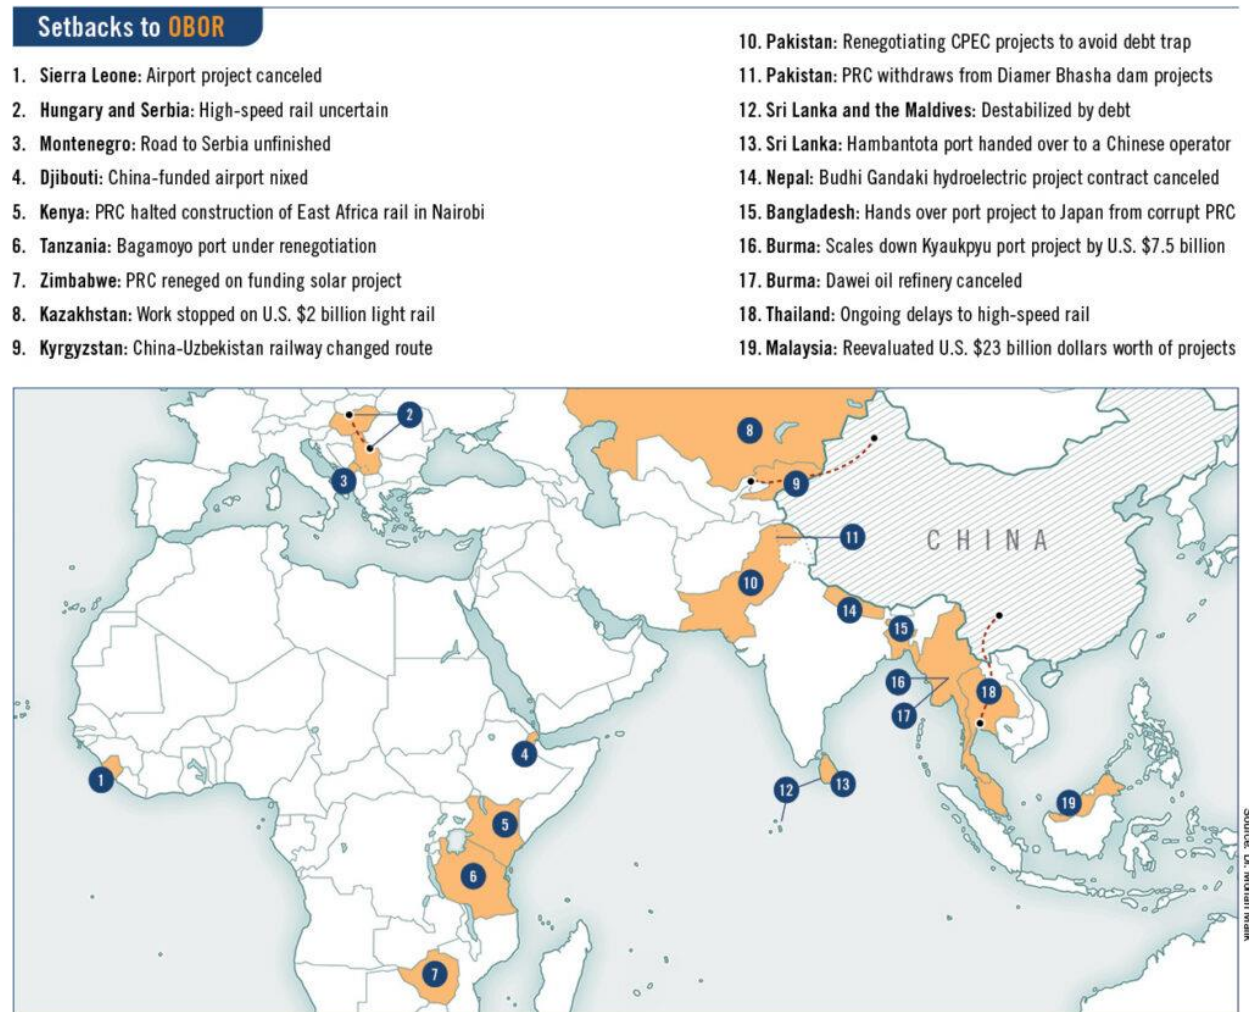 Setbacks to OBOR
1. Sierra Leone: Airport project canceled
2. Hungary and Serbia: High-speed rail uncertain
3. Montenegro: Road to Serbia unfinished
4. Djibouti: China-funded airport nixed
5. Kenya: PRC halted construction of East Africa rail in Nairobi
6. Tanzania: Bagamoyo port under renegotiation
7. Zimbabwe: PRC reneged on funding solar project
8. Kazakhstan: Work stopped on U.S. $2 billion light rail
9. Kyrgyzstan: China-Uzbekistan railway changed route
10. Pakistan: Renegotiating CPEC projects to avoid debt trap
11. Pakistan: PRC withdraws from Diamer Bhasha dam projects
12. Sri Lanka and the Maldives: Destabilized by debt
13. Sri Lanka: Hambantota port handed over to a Chinese operator
14. Nepal: Budhi Gandaki hydroelectric project contract canceled
15. Bangladesh: Hands over port project to Japan from corrupt PRC
16. Burma: Scales down Kyaukpyu port project by U.S. $7.5 billion
17. Burma: Dawei oil refinery canceled
18. Thailand: Ongoing delays to high-speed rail
19. Malaysia: Reevaluated U.S. $23 billion dollars worth of projects
2
8
3
9
CHINA
11
10
14
15
16
18
17
4
1
12
13
19
5
6
7
Source: Dr. Mohan Malik